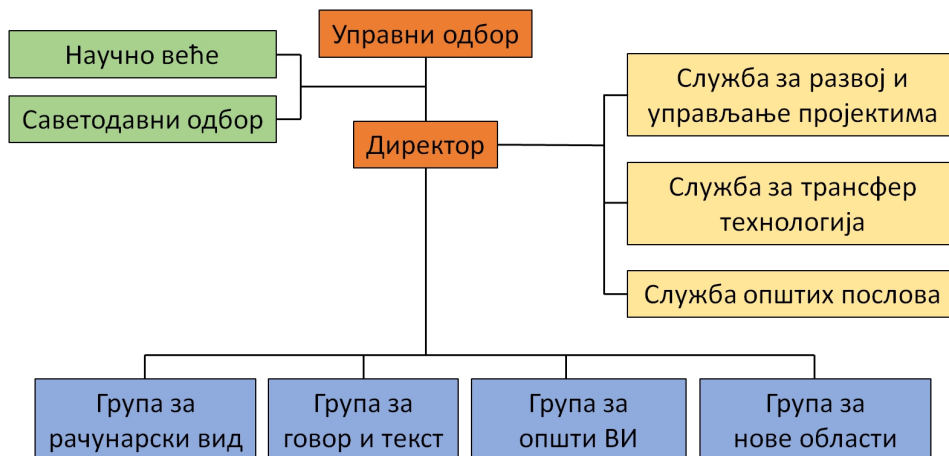 Управни одбор
Научно веће
Саветодавни одбор
Директор
Служба за развој и
управљање пројектима
Служба за трансфер
технологија
Служба општих послова
Група за
рачунарски вид
Група за
говор и текст
Група за
општи ВИ
Група за
нове области